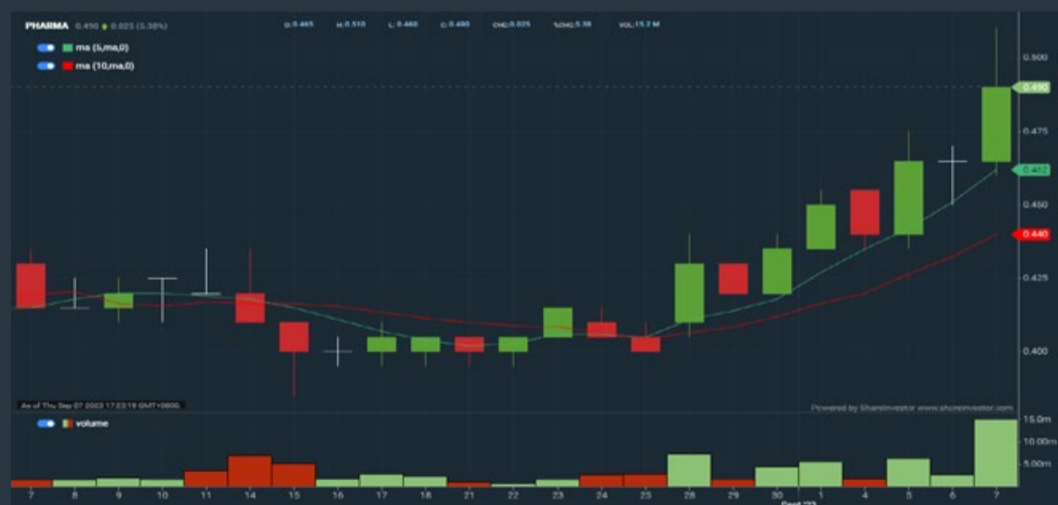 PHARMA 0.490 0.025 (5.38%) O:0.465 H:0.510 L:0.460 C:0.490 CHG:0.025 %CHG:5.38 VOL:15.2 M
ma (5,ma,0)
ma (10,ma,0)
0.500
0.490
0.475
0.462
0.450
0.440
0.425
0.400
As of Thu Sep 07 2023 17:23:19 GMT+0800. Powered by ShareInvestor www.shareinvestor.com
volume
15.0m
10.00m
5.00m
7 8 9 10 11 14 15 16 17 18 21 22 23 24 25 28 29 30 1 4 5 6 7